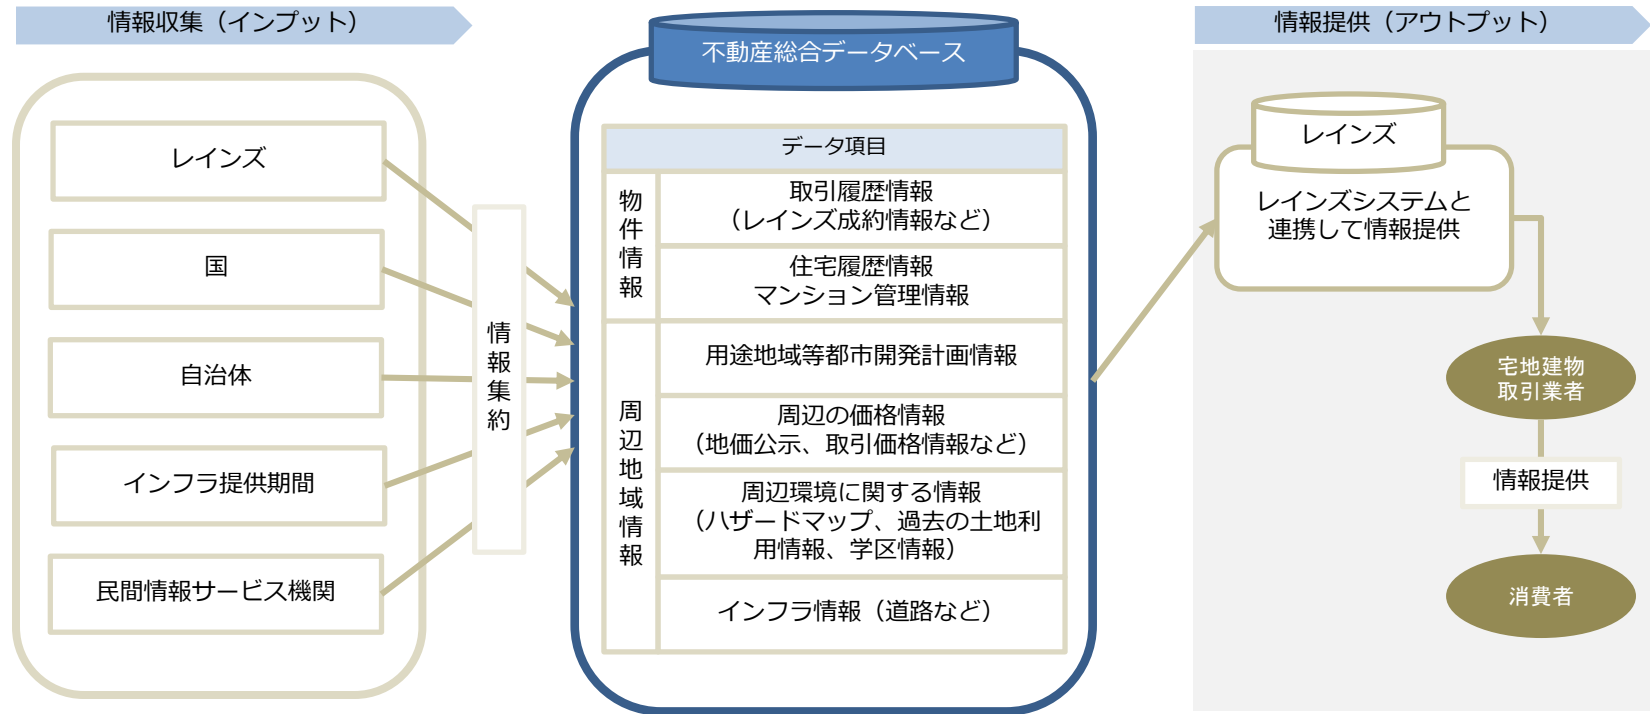 情報収集（インプット）
レインズ
国
自治体
インフラ提供期間
民間情報サービス機関
情報集約
不動産総合データベース
データ項目
物件情報
取引履歴情報
（レインズ成約情報など）
住宅履歴情報
マンション管理情報
周辺地域情報
用途地域等都市開発計画情報
周辺の価格情報
（地価公示、取引価格情報など）
周辺環境に関する情報
（ハザードマップ、過去の土地利
用情報、学区情報）
インフラ情報（道路など）
情報提供（アウトプット）
レインズ
レインズシステムと
連携して情報提供
宅地建物
取引業者
情報提供
消費者